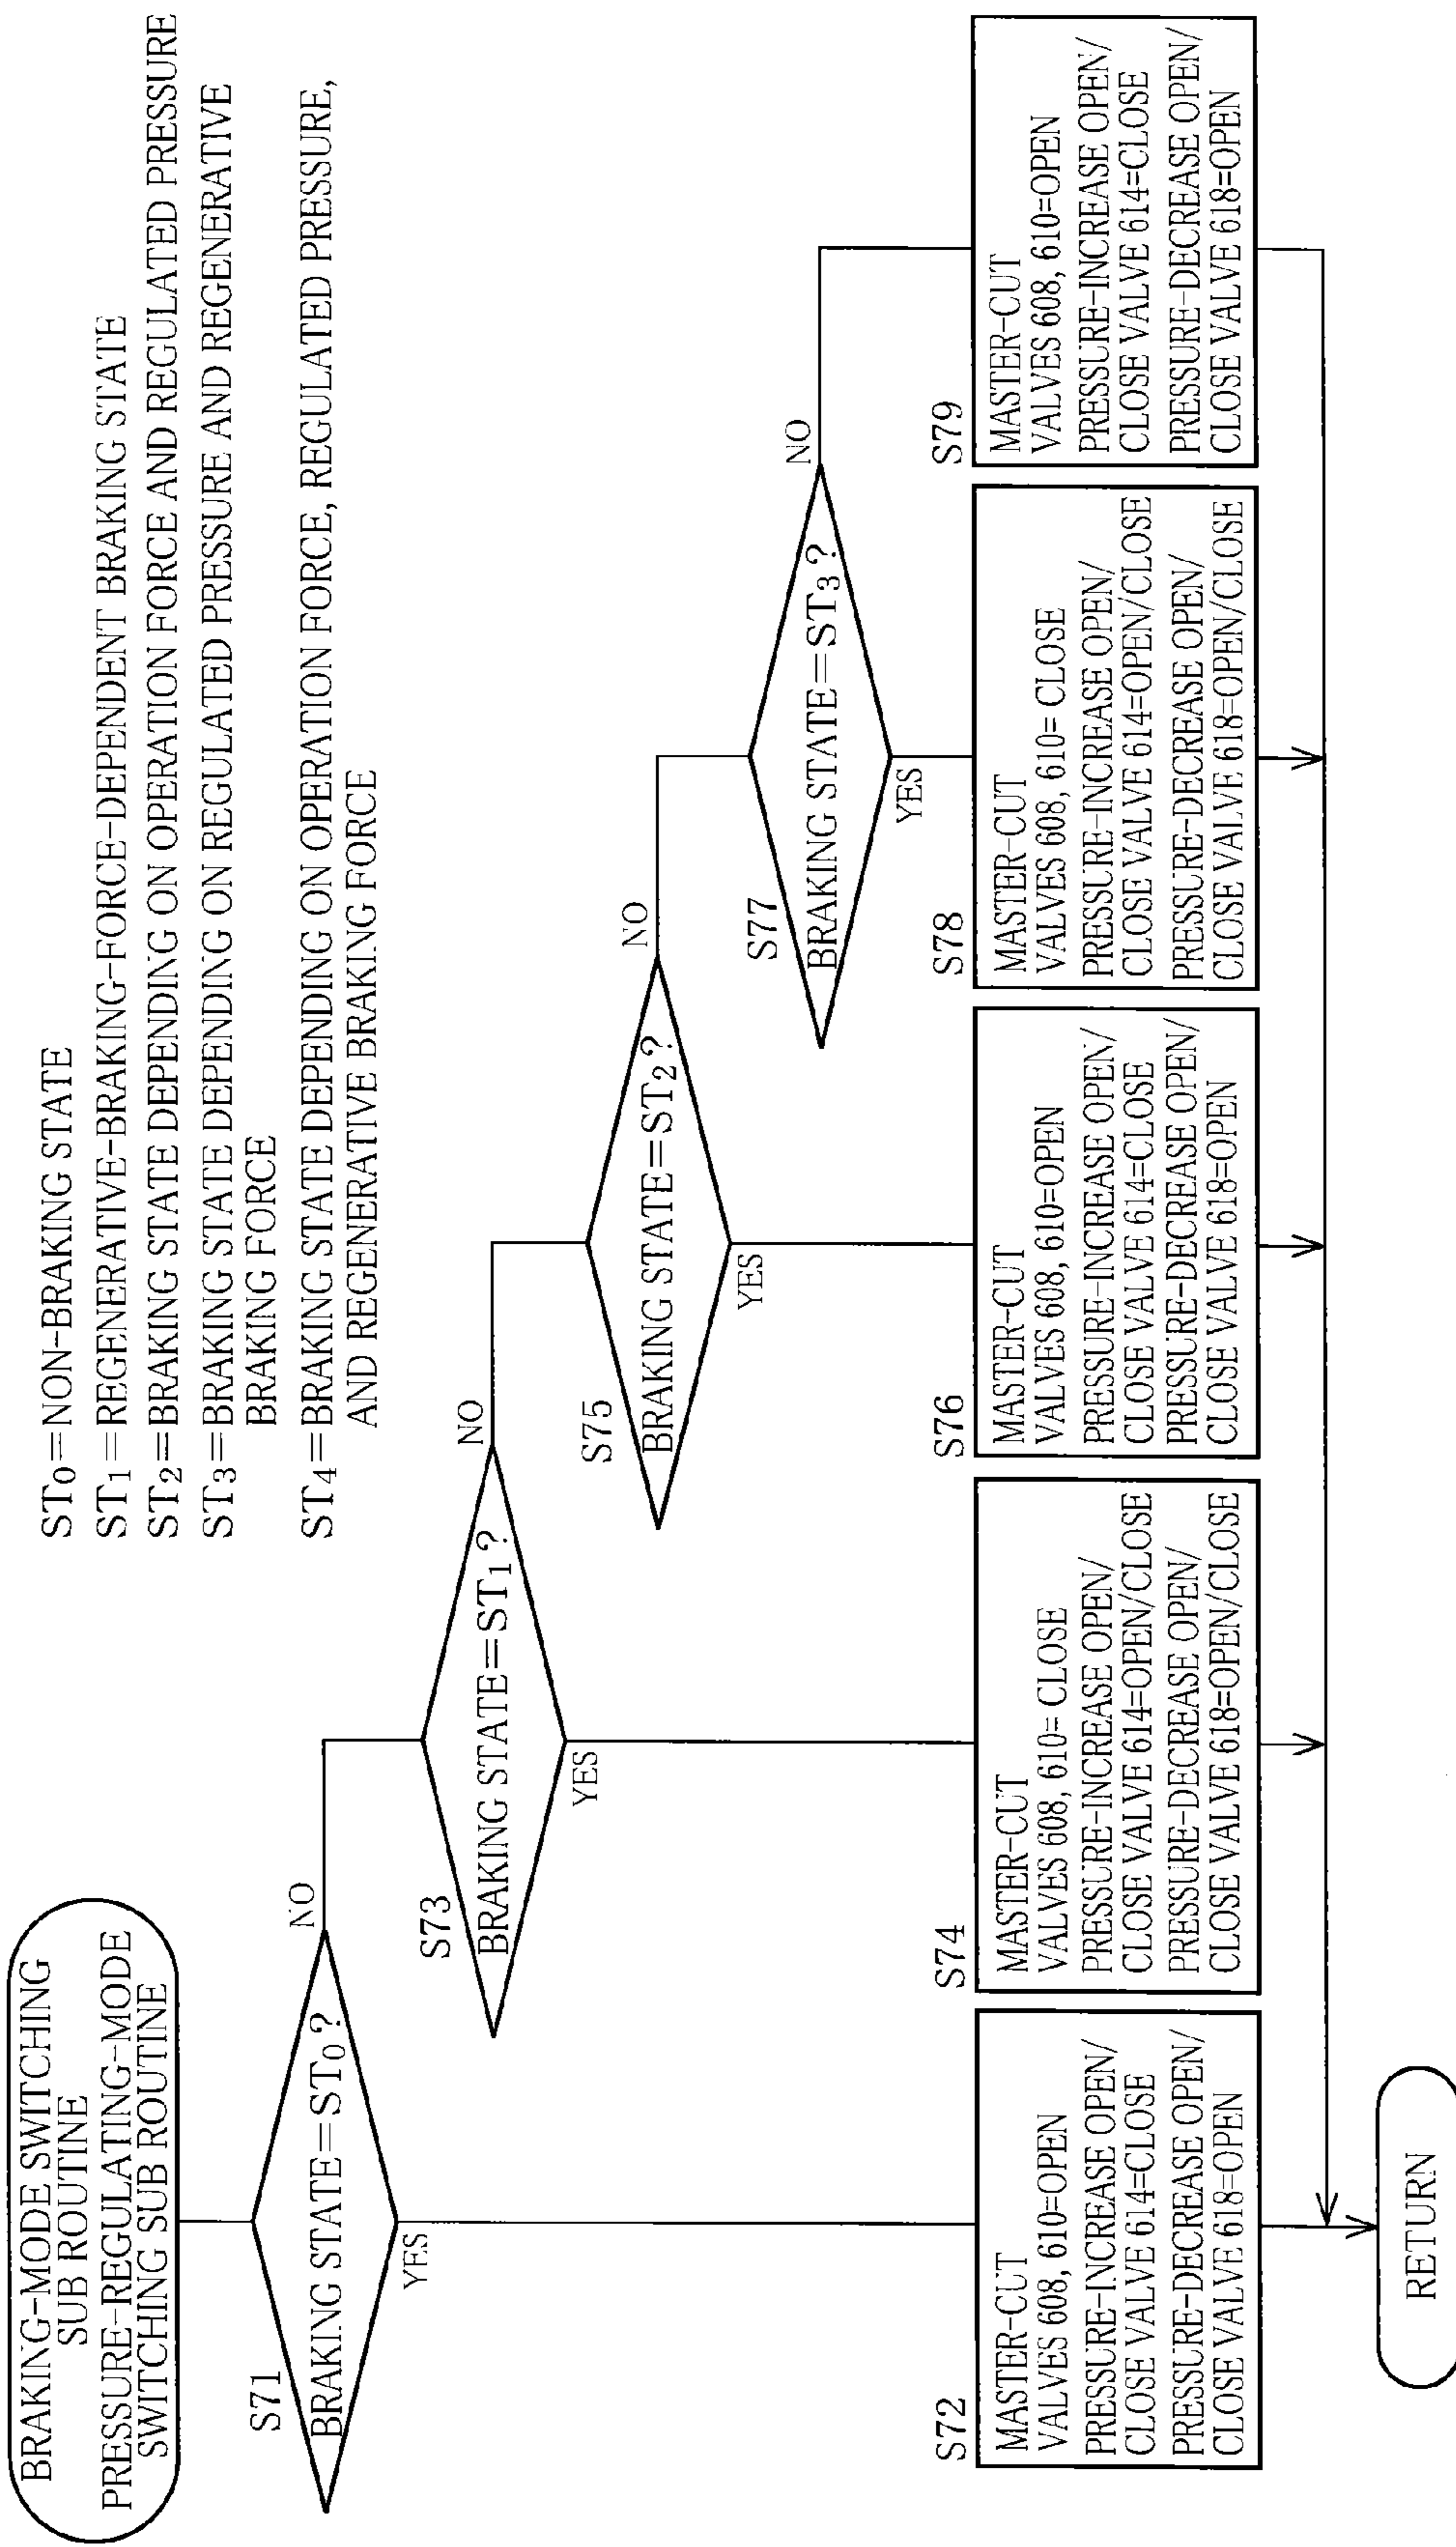 BRAKING-MODE SWITCHING
SUB ROUTINE
PRESSURE-REGULATING-MODE
SWITCHING SUB ROUTINE
ST0=NON-BRAKING STATE
ST1=REGENERATIVE-BRAKING-FORCE-DEPENDENT BRAKING STATE
ST2=BRAKING STATE DEPENDING ON OPERATION FORCE AND REGULATED PRESSURE
ST3=BRAKING STATE DEPENDING ON REGULATED PRESSURE AND REGENERATIVE
BRAKING FORCE
ST4=BRAKING STATE DEPENDING ON OPERATION FORCE, REGULATED PRESSURE,
AND REGENERATIVE BRAKING FORCE
S71
BRAKING STATE=ST0?
NO
YES
S73
BRAKING STATE=ST1?
NO
YES
S75
BRAKING STATE=ST2?
NO
YES
S77
BRAKING STATE=ST3?
NO
YES
S72
MASTER-CUT
VALVES 608, 610=OPEN
PRESSURE-INCREASE OPEN/
CLOSE VALVE 614=CLOSE
PRESSURE-DECREASE OPEN/
CLOSE VALVE 618=OPEN
S74
MASTER-CUT
VALVES 608, 610= CLOSE
PRESSURE-INCREASE OPEN/
CLOSE VALVE 614=OPEN/CLOSE
PRESSURE-DECREASE OPEN/
CLOSE VALVE 618=OPEN/CLOSE
S76
MASTER-CUT
VALVES 608, 610=OPEN
PRESSURE-INCREASE OPEN/
CLOSE VALVE 614=CLOSE
PRESSURE-DECREASE OPEN/
CLOSE VALVE 618=OPEN
S78
MASTER-CUT
VALVES 608, 610= CLOSE
PRESSURE-INCREASE OPEN/
CLOSE VALVE 614=OPEN/CLOSE
PRESSURE-DECREASE OPEN/
CLOSE VALVE 618=OPEN/CLOSE
S79
MASTER-CUT
VALVES 608, 610=OPEN
PRESSURE-INCREASE OPEN/
CLOSE VALVE 614=CLOSE
PRESSURE-DECREASE OPEN/
CLOSE VALVE 618=OPEN
RETURN